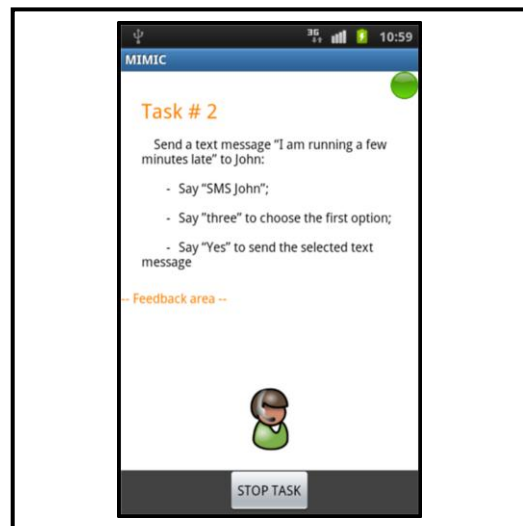 3G 10:59
MIMIC
Task # 2
Send a text message “I am running a few
minutes late” to John:
- Say “SMS John”;
- Say “three” to choose the first option;
- Say “Yes” to send the selected text
message
-- Feedback area --
STOP TASK